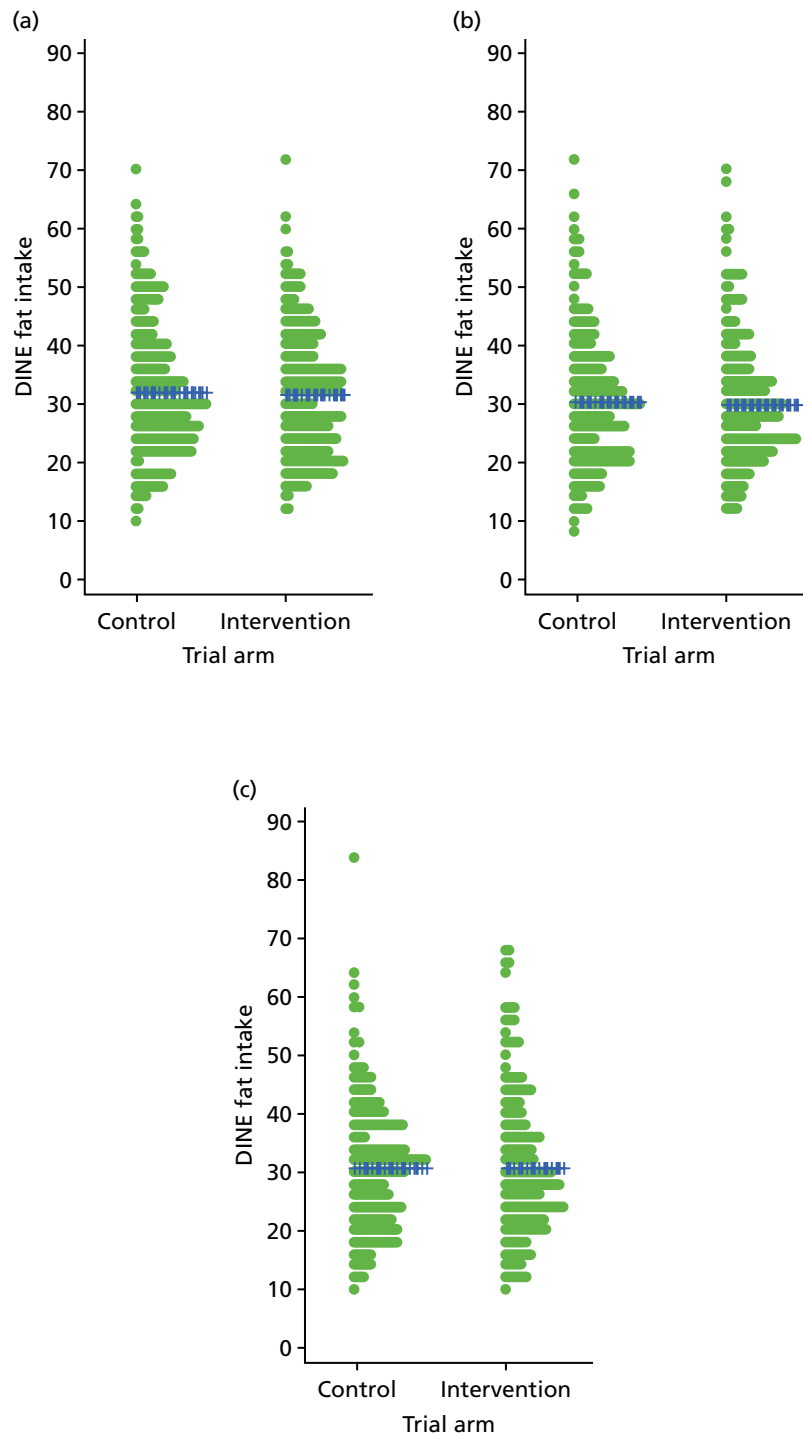 (a)
90
80
70
60
50
40
30
20
10
0
DINE fat intake
Control Intervention
Trial arm
(b)
90
80
70
60
50
40
30
20
10
0
DINE fat intake
Control Intervention
Trial arm
(c)
90
80
70
60
50
40
30
20
10
0
DINE fat intake
Control Intervention
Trial arm